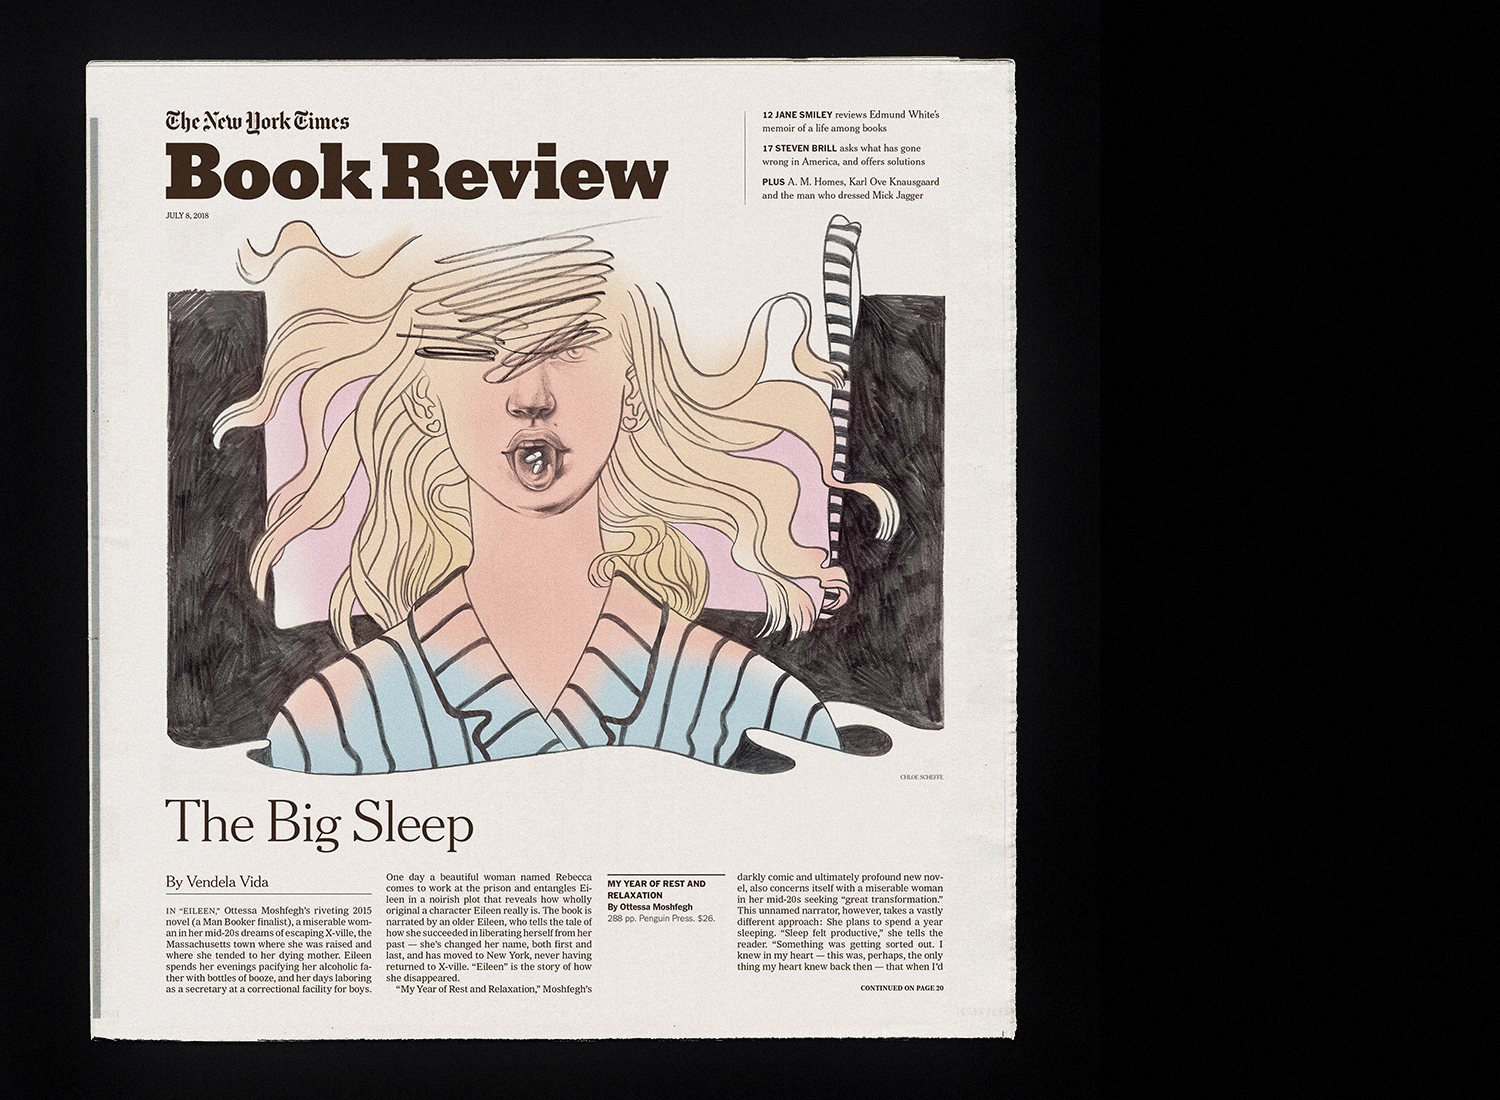 The New York Times
Book Review
JULY 8, 2018
12 JANE SMILEY reviews Edmund White's
memoir of a life among books
17 STEVEN BRILL asks what has gone
wrong in America, and offers solutions
PLUS A. M. Homes, Karl Ove Knausgaard
and the man who dressed Mick Jagger
CHLOE SCHEFFE
The Big Sleep
By Vendela Vida
IN “EILEEN,” Ottessa Moshfegh’s riveting 2015
novel (a Man Booker finalist), a miserable wom-
an in her mid-20s dreams of escaping X-ville, the
Massachusetts town where she was raised and
where she tended to her dying mother. Eileen
spends her evenings pacifying her alcoholic fa-
ther with bottles of booze, and her days laboring
as a secretary at a correctional facility for boys.
One day a beautiful woman named Rebecca
comes to work at the prison and entangles Ei-
leen in a noirish plot that reveals how wholly
original a character Eileen really is. The book is
narrated by an older Eileen, who tells the tale of
how she succeeded in liberating herself from her
past — she’s changed her name, both first and
last, and has moved to New York, never having
returned to X-ville. “Eileen” is the story of how
she disappeared.
“My Year of Rest and Relaxation,” Moshfegh’s
MY YEAR OF REST AND
RELAXATION
By Ottessa Moshfegh
288 pp. Penguin Press. $26.
darkly comic and ultimately profound new nov-
el, also concerns itself with a miserable woman
in her mid-20s seeking “great transformation.”
This unnamed narrator, however, takes a vastly
different approach: She plans to spend a year
sleeping. “Sleep felt productive,” she tells the
reader. “Something was getting sorted out. I
knew in my heart — this was, perhaps, the only
thing my heart knew back then — that when I’d
CONTINUED ON PAGE 20